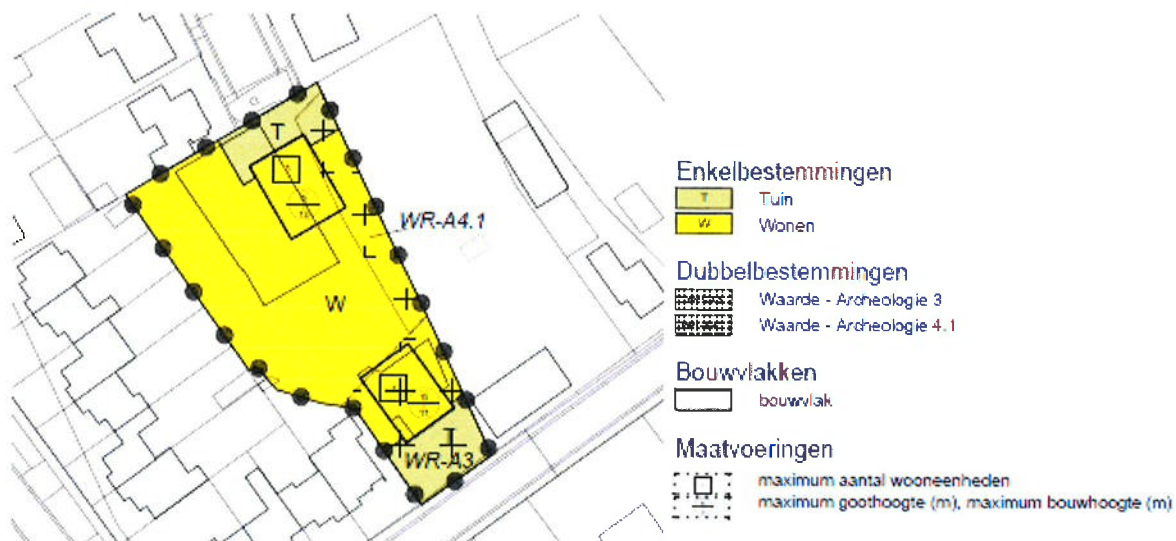 T
WR-A4.1
W
T
WR-A3
Enkelbestemmingen
T Tuin
W Wonen
Dubbelbestemmingen
Waarde - Archeologie 3
Waarde - Archeologie 4.1
Bouwvlakken
bouwvlak
Maatvoeringen
maximum aantal wooneenheden
maximum goothoogte (m), maximum bouwhoogte (m)